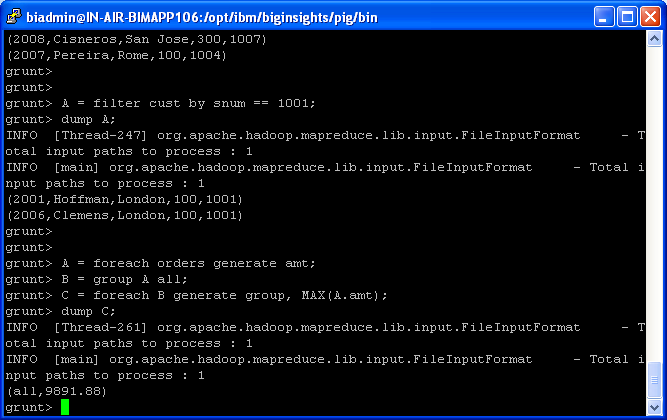 biadmin@IN-AIR-BIMAPP106:/opt/ibm/biginsights/pig/bin
(2008,Cisneros,San Jose,300,1007)
(2007,Pereira,Rome,100,1004)
grunt>
grunt>
grunt> A = filter cust by snum == 1001;
grunt> dump A;
INFO  [Thread-247] org.apache.hadoop.mapreduce.lib.input.FileInputFormat     - T
otal input paths to process : 1
INFO  [main] org.apache.hadoop.mapreduce.lib.input.FileInputFormat     - Total i
nput paths to process : 1
(2001,Hoffman,London,100,1001)
(2006,Clemens,London,100,1001)
grunt>
grunt>
grunt> A = foreach orders generate amt;
grunt> B = group A all;
grunt> C = foreach B generate group, MAX(A.amt);
grunt> dump C;
INFO  [Thread-261] org.apache.hadoop.mapreduce.lib.input.FileInputFormat     - T
otal input paths to process : 1
INFO  [main] org.apache.hadoop.mapreduce.lib.input.FileInputFormat     - Total i
nput paths to process : 1
(all,9891.88)
grunt>